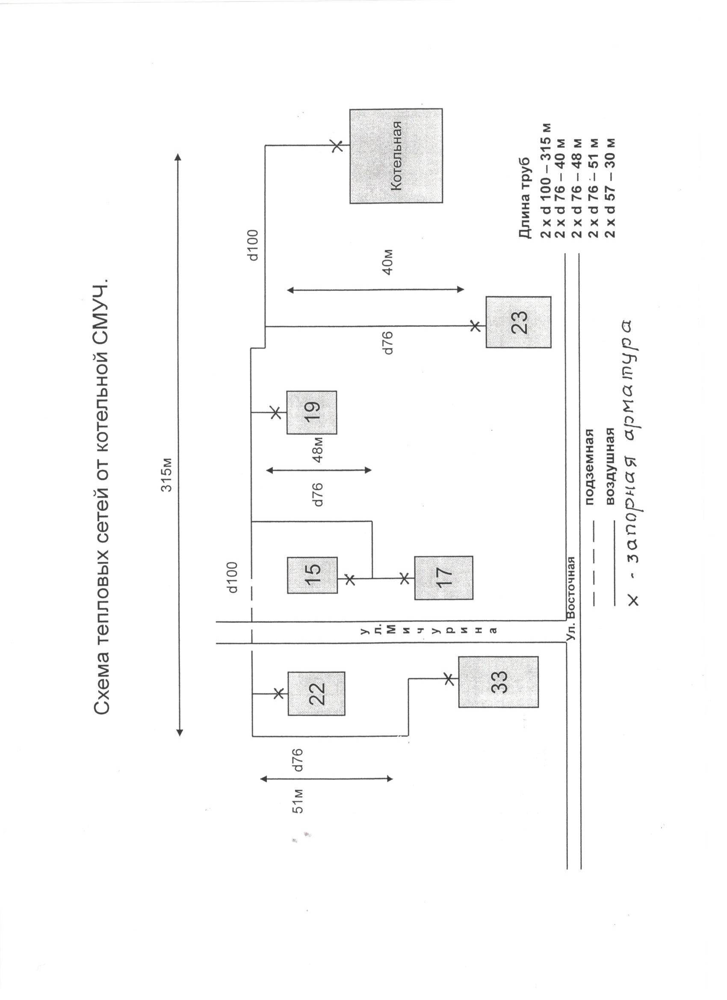 Схема тепловых сетей от котельной СМУЧ.
315м
d100
d100
Котельная
40м
d76
23
19
48м
d76
15
17
22
33
51м d76
ул. Мичурина
Ул. Восточная
Длина труб
2 х d 100 – 315 м
2 х d 76 – 40 м
2 х d 76 – 48 м
2 х d 76 – 51 м
2 х d 57 – 30 м
подземная
воздушная
х - запорная арматура